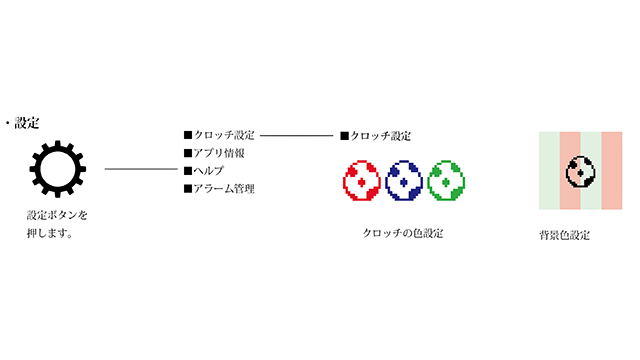 ・設定
設定ボタンを
押します。
■クロッチ設定
■アプリ情報
■ヘルプ
■アラーム管理
■クロッチ設定
クロッチの色設定
背景色設定